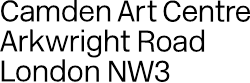 Camden Art Centre
Arkwright Road
London NW3